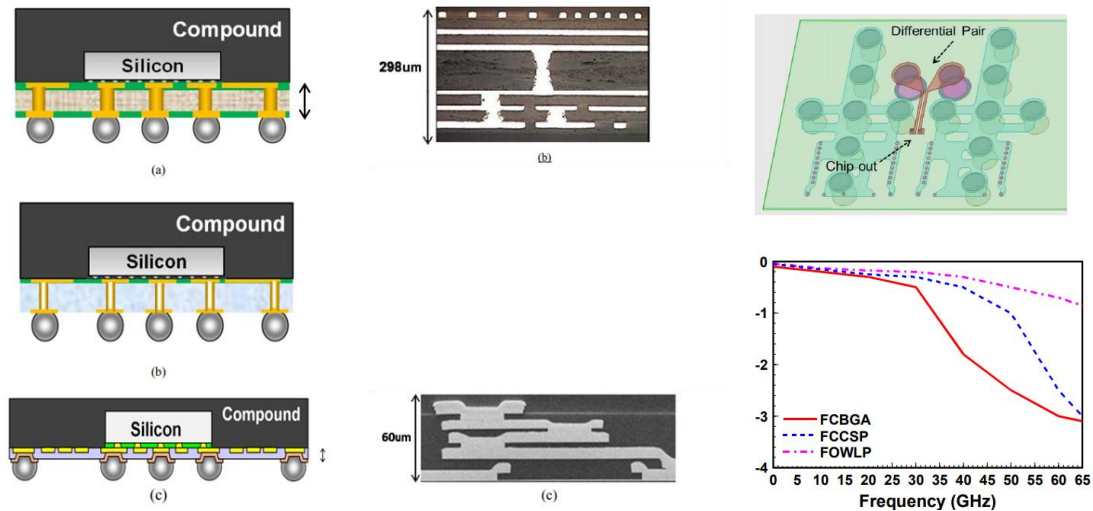 Compound
Silicon
(a)
Compound
Silicon
(b)
Compound
Silicon
(c)
298um
(b)
60um
(c)
Differential Pair
Chip out
0
-1
-2
-3
-4
FCBGA
FCCSP
FOWLP
0 5 10 15 20 25 30 35 40 45 50 55 60 65
Frequency (GHz)